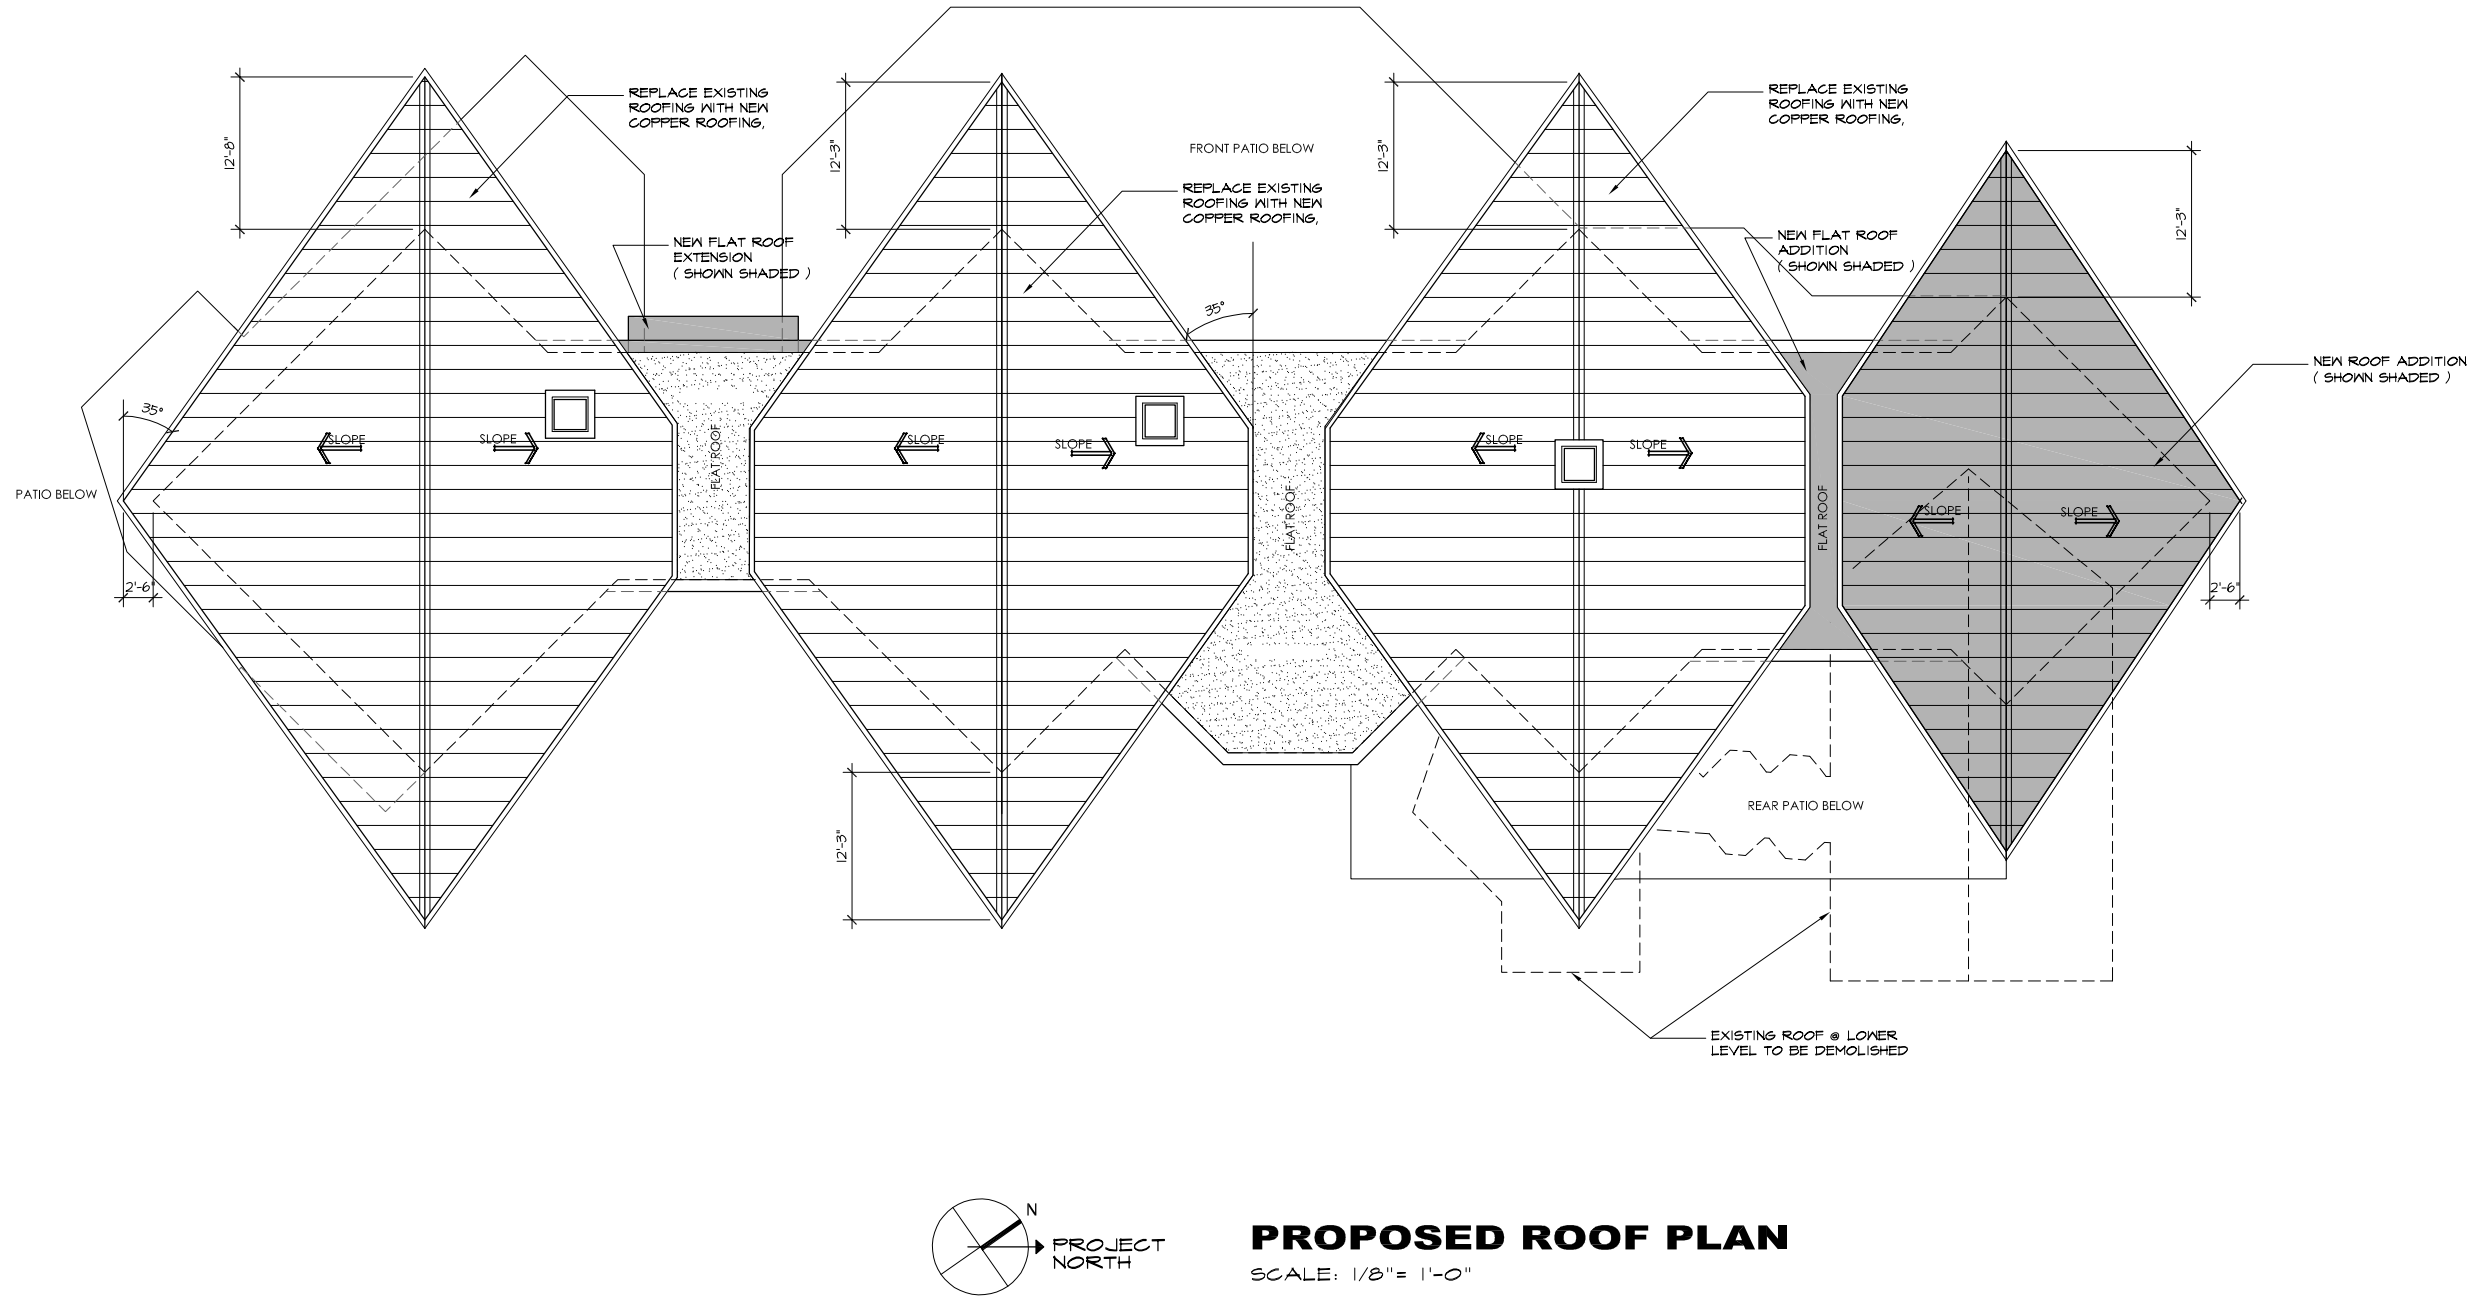 REPLACE EXISTING
ROOFING WITH NEW
COPPER ROOFING,
REPLACE EXISTING
ROOFING WITH NEW
COPPER ROOFING,
12'-8"
12'-3"
FRONT PATIO BELOW
12'-3"
REPLACE EXISTING
ROOFING WITH NEW
COPPER ROOFING,
12'-3"
NEW FLAT ROOF
EXTENSION
( SHOWN SHADED )
NEW FLAT ROOF
ADDITION
( SHOWN SHADED )
35°
NEW ROOF ADDITION
( SHOWN SHADED )
35°
SLOPE
SLOPE
FLAT ROOF
SLOPE
SLOPE
SLOPE
SLOPE
PATIO BELOW
FLAT ROOF
FLAT ROOF
SLOPE
SLOPE
2'-6"
2'-6"
12'-3"
REAR PATIO BELOW
EXISTING ROOF @ LOWER
LEVEL TO BE DEMOLISHED
N
PROJECT
NORTH
PROPOSED ROOF PLAN
SCALE: 1/8"= 1'-0"